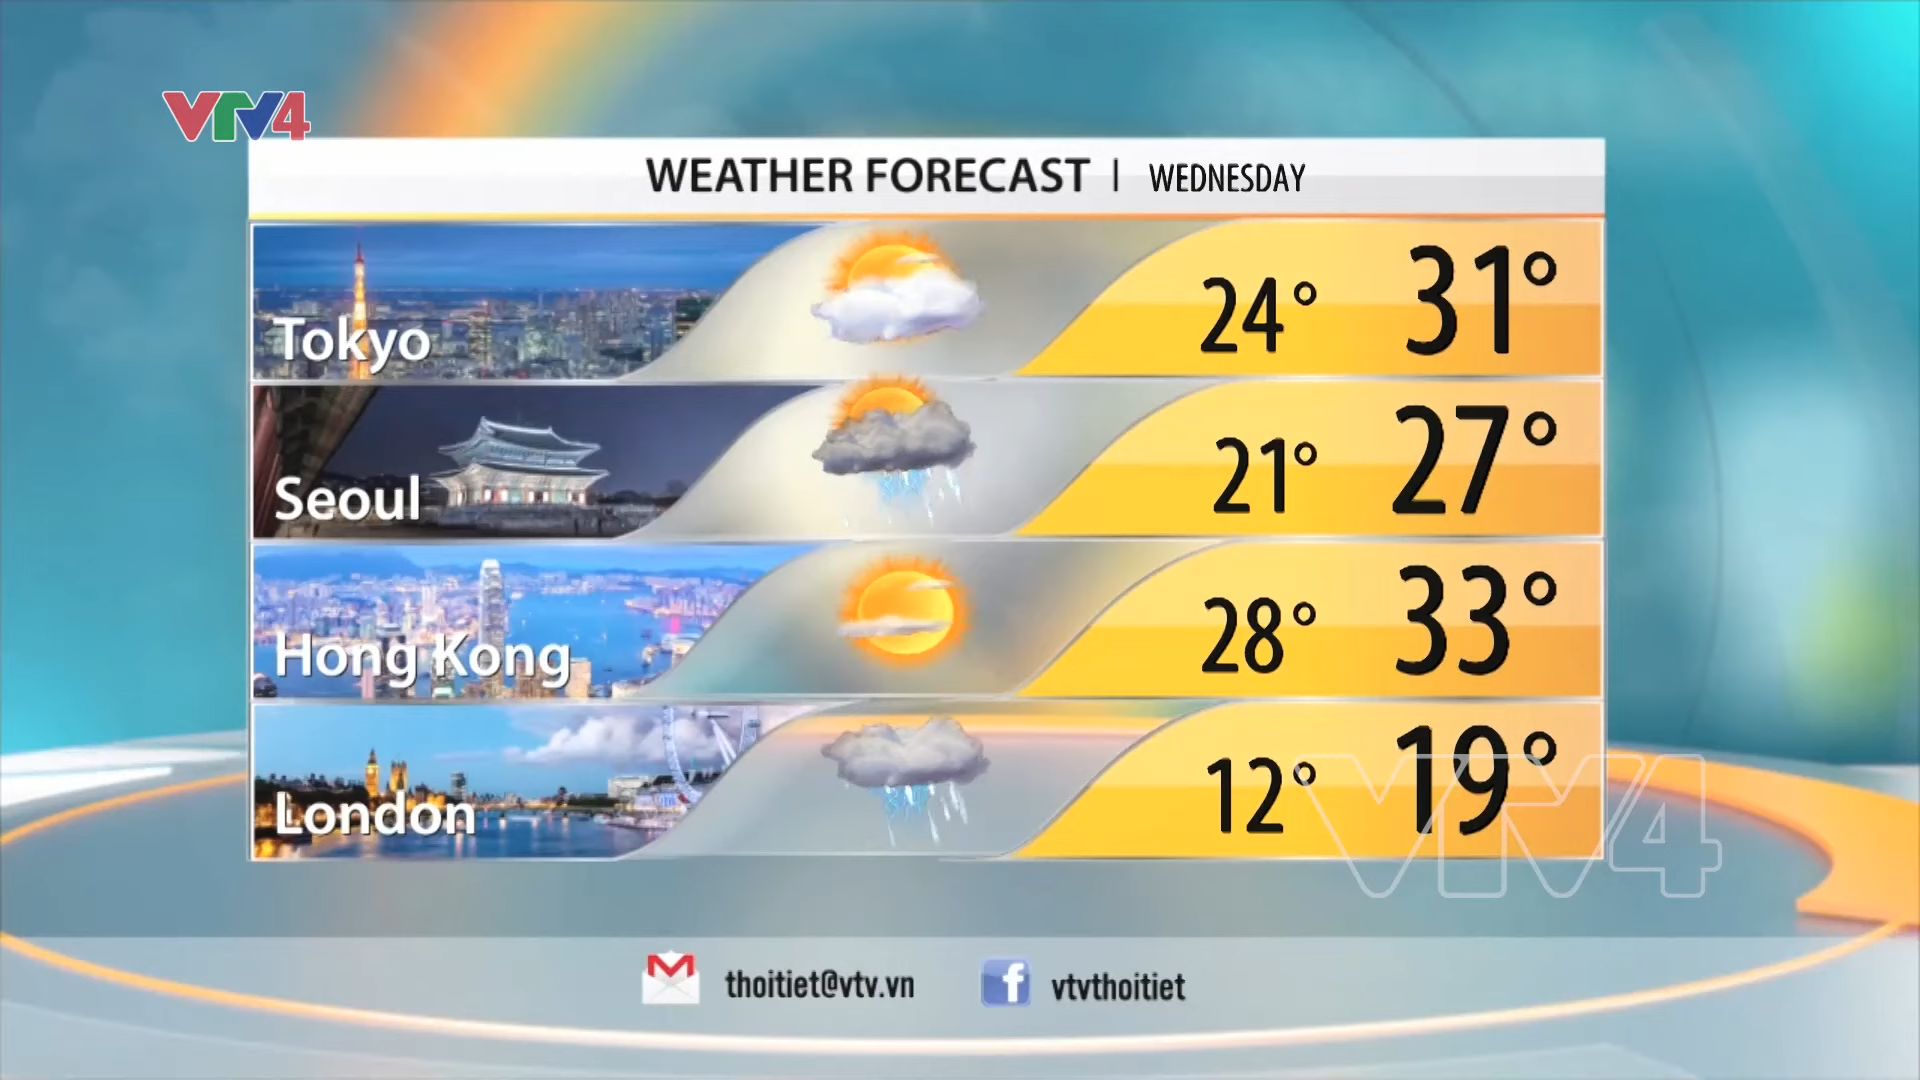 VTV4
WEATHER FORECAST | WEDNESDAY
Tokyo 24° 31°
Seoul 21° 27°
Hong Kong 28° 33°
London 12° 19°
VTV4
thoitiet@vtv.vn vtvthoitiet